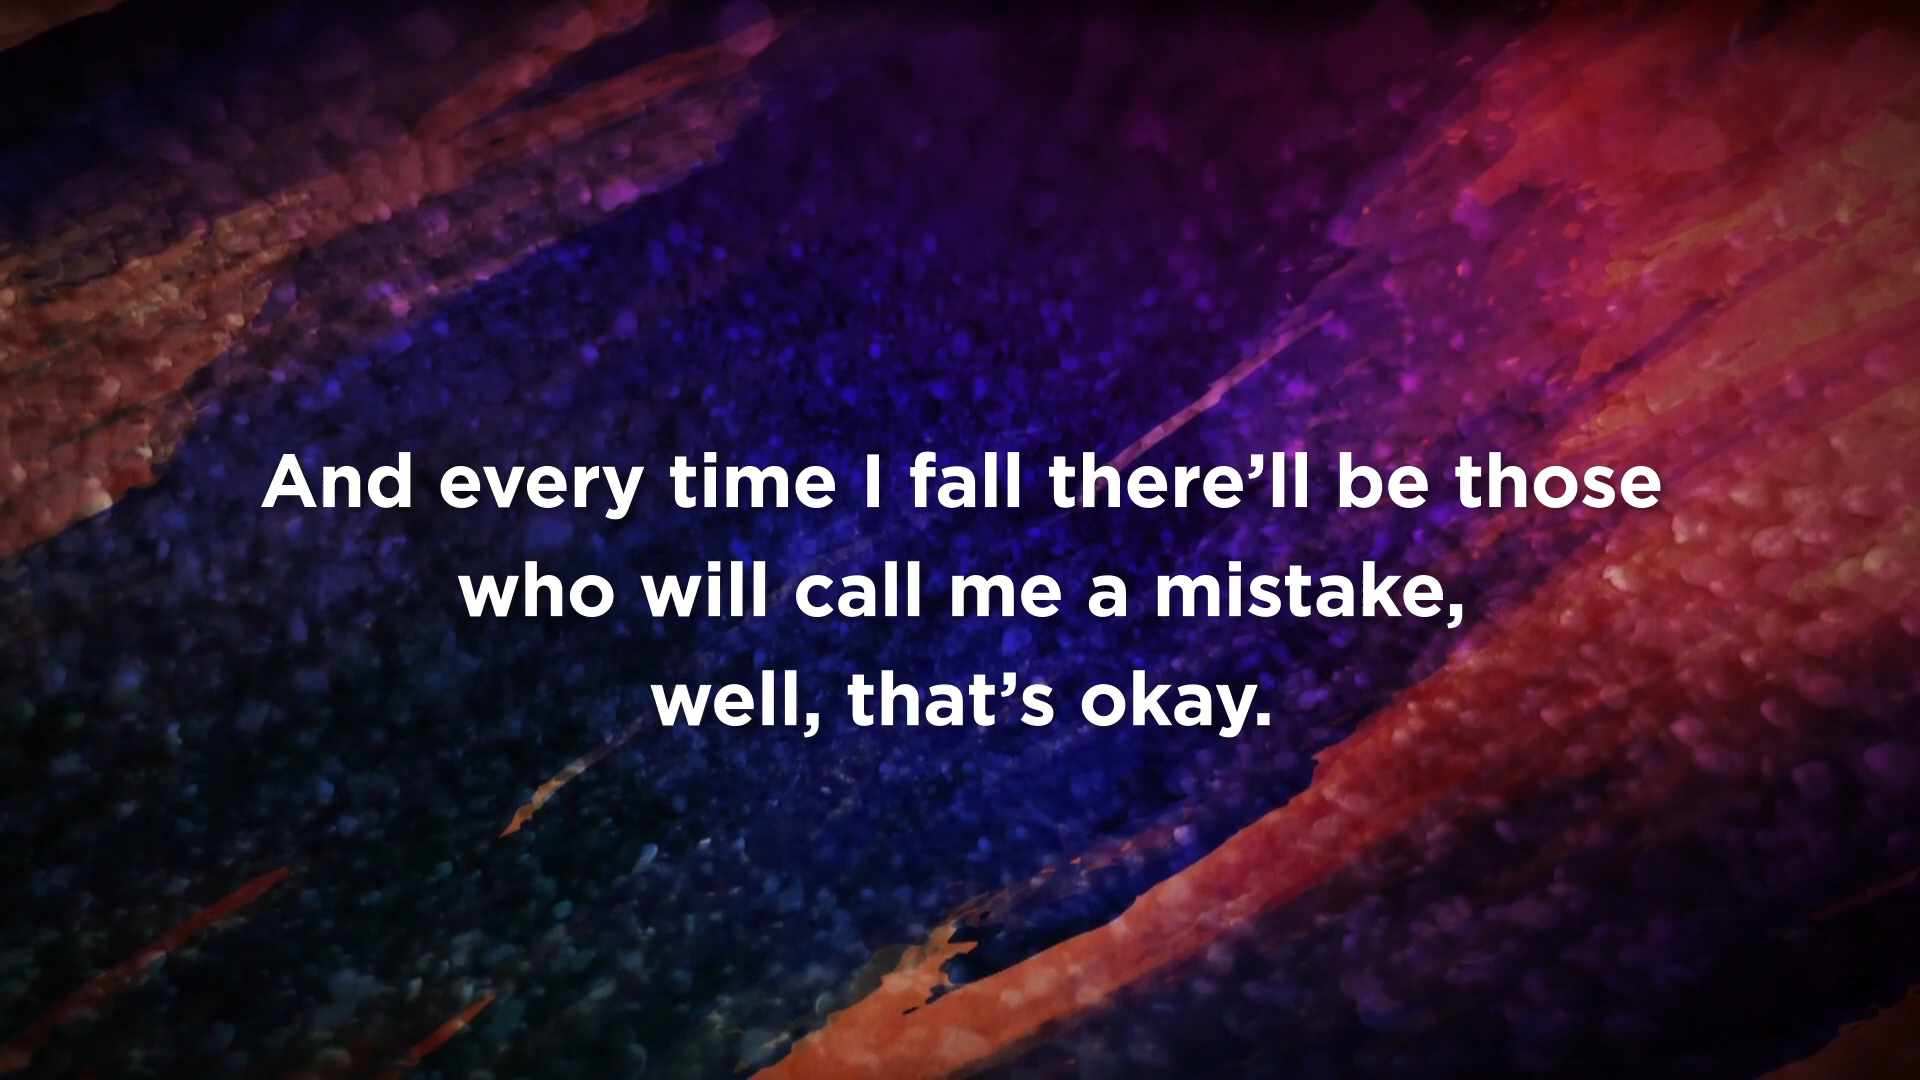 And every time I fall there’ll be those
who will call me a mistake,
well, that’s okay.